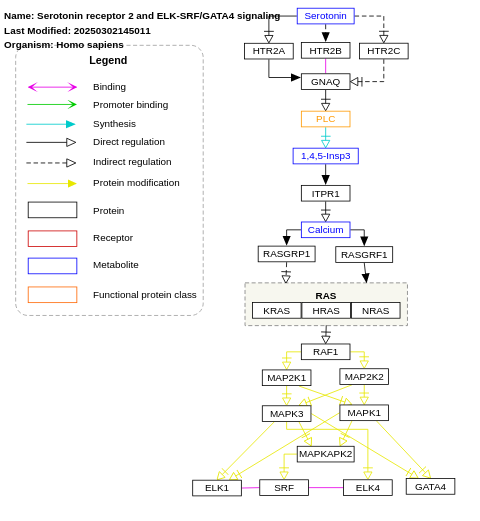 Name: Serotonin receptor 2 and ELK-SRF/GATA4 signaling
Last Modified: 20250302145011
Organism: Homo sapiens
Legend
Binding
Promoter binding
Synthesis
Direct regulation
Indirect regulation
Protein modification
Protein
Receptor
Metabolite
Functional protein class
Serotonin
HTR2A
HTR2B
HTR2C
GNAQ
PLC
1,4,5-Insp3
ITPR1
Calcium
RASGRP1
RASGRF1
RAS
KRAS
HRAS
NRAS
RAF1
MAP2K1
MAP2K2
MAPK3
MAPK1
MAPKAPK2
ELK1
SRF
ELK4
GATA4